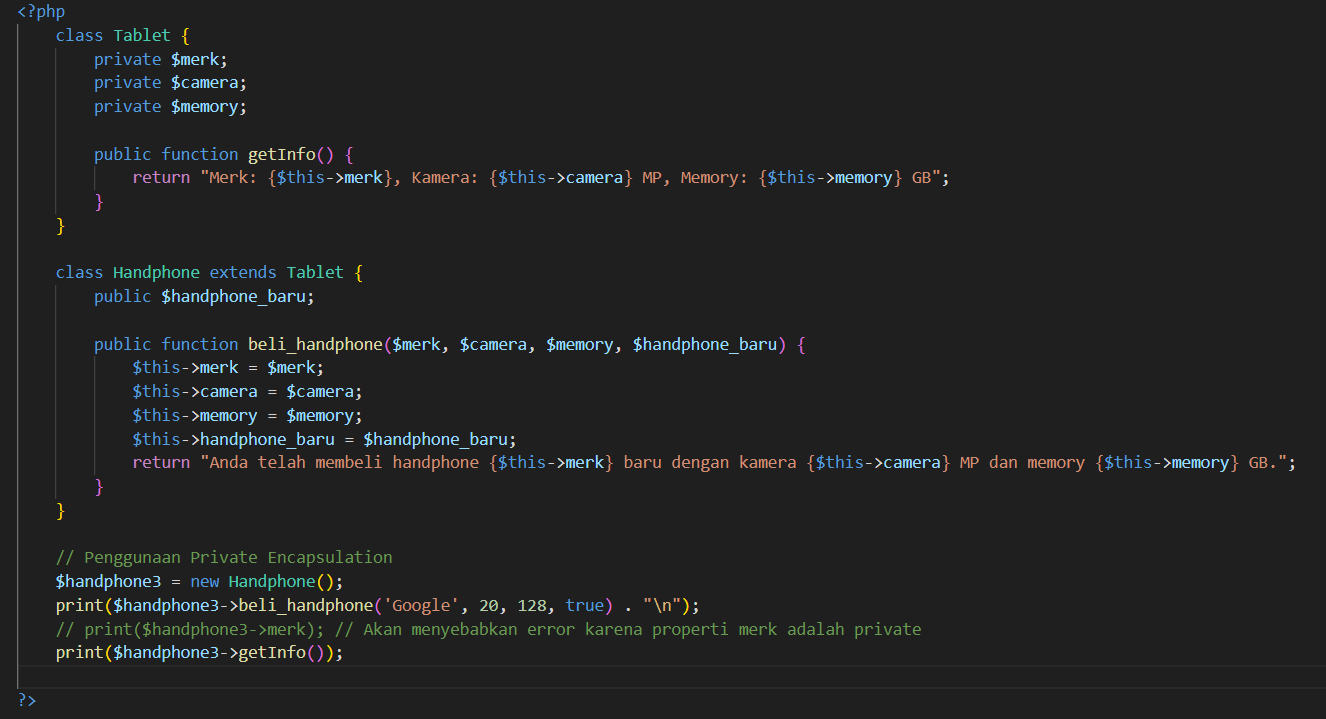 <?php
class Tablet {
private $merk;
private $camera;
private $memory;
public function getInfo() {
return "Merk: {$this->merk}, Kamera: {$this->camera} MP, Memory: {$this->memory} GB";
}
}
class Handphone extends Tablet {
public $handphone_baru;
public function beli_handphone($merk, $camera, $memory, $handphone_baru) {
$this->merk = $merk;
$this->camera = $camera;
$this->memory = $memory;
$this->handphone_baru = $handphone_baru;
return "Anda telah membeli handphone {$this->merk} baru dengan kamera {$this->camera} MP dan memory {$this->memory} GB.";
}
}
// Penggunaan Private Encapsulation
$handphone3 = new Handphone();
print($handphone3->beli_handphone('Google', 20, 128, true) . "\n");
// print($handphone3->merk); // Akan menyebabkan error karena properti merk adalah private
print($handphone3->getInfo());
?>